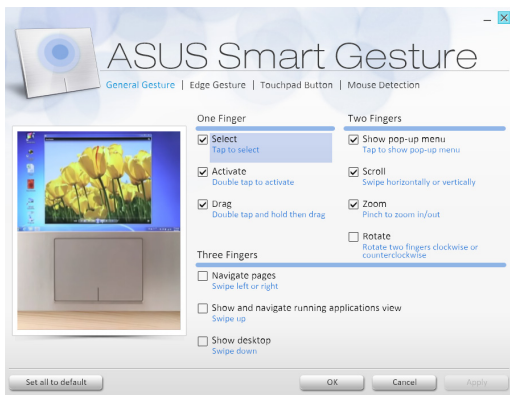 ASUS Smart Gesture
General Gesture | Edge Gesture | Touchpad Button | Mouse Detection
One Finger
Select
Tap to select
Activate
Double tap to activate
Drag
Double tap and hold then drag
Two Fingers
Show pop-up menu
Tap to show pop-up menu
Scroll
Swipe horizontally or vertically
Zoom
Pinch to zoom in/out
Rotate
Rotate two fingers clockwise or
counterclockwise
Three Fingers
Navigate pages
Swipe left or right
Show and navigate running applications view
Swipe up
Show desktop
Swipe down
Set all to default
OK
Cancel
Apply